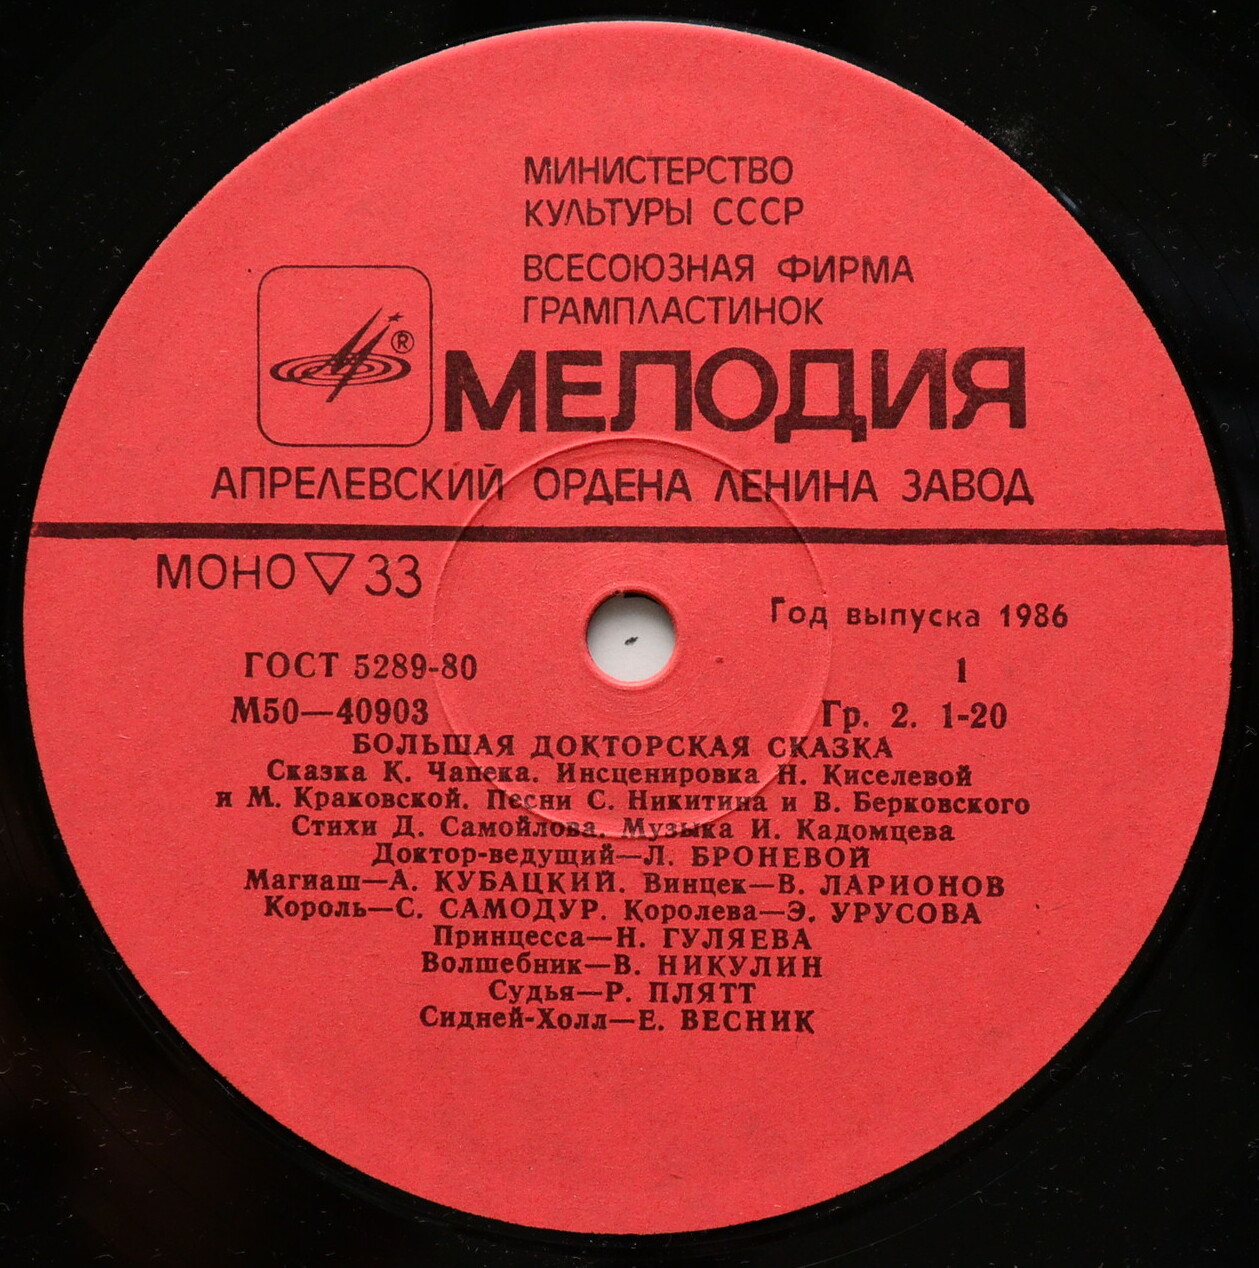 МИНИСТЕРСТВО
КУЛЬТУРЫ СССР
ВСЕСОЮЗНАЯ ФИРМА
ГРАМПЛАСТИНОК
®
МЕЛОДИЯ
АПРЕЛЕВСКИЙ ОРДЕНА ЛЕНИНА ЗАВОД
МОНО ▽ 33
Год выпуска 1986
ГОСТ 5289-80
1
М50—40903
Гр. 2. 1-20
БОЛЬШАЯ ДОКТОРСКАЯ СКАЗКА
Сказка К. Чапека. Инсценировка Н. Киселевой
и М. Краковской. Песни С. Никитина и В. Берковского
Стихи Д. Самойлова. Музыка И. Кадомцева
Доктор-ведущий—Л. БРОНЕВОЙ
Магиаш—А. КУБАЦКИЙ. Винцек—В. ЛАРИОНОВ
Король—С. САМОДУР. Королева—Э. УРУСОВА
Принцесса—Н. ГУЛЯЕВА
Волшебник—В. НИКУЛИН
Судья—Р. ПЛЯТТ
Сидней-Холл—Е. ВЕСНИК